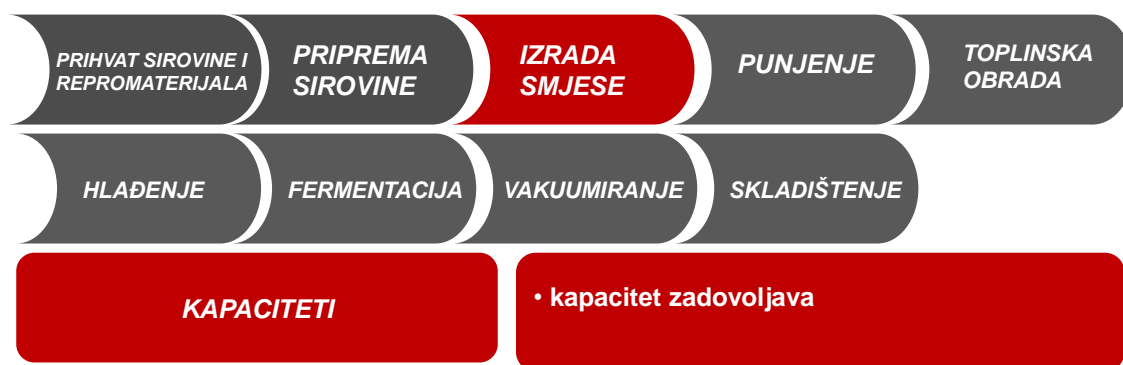 PRIHVAT SIROVINE I
REPROMATERIJALA
PRIPREMA
SIROVINE
IZRADA
SMJESE
PUNJENJE
TOPLINSKA
OBRADA
HLAĐENJE
FERMENTACIJA
VAKUUMIRANJE
SKLADIŠTENJE
KAPACITETI
• kapacitet zadovoljava